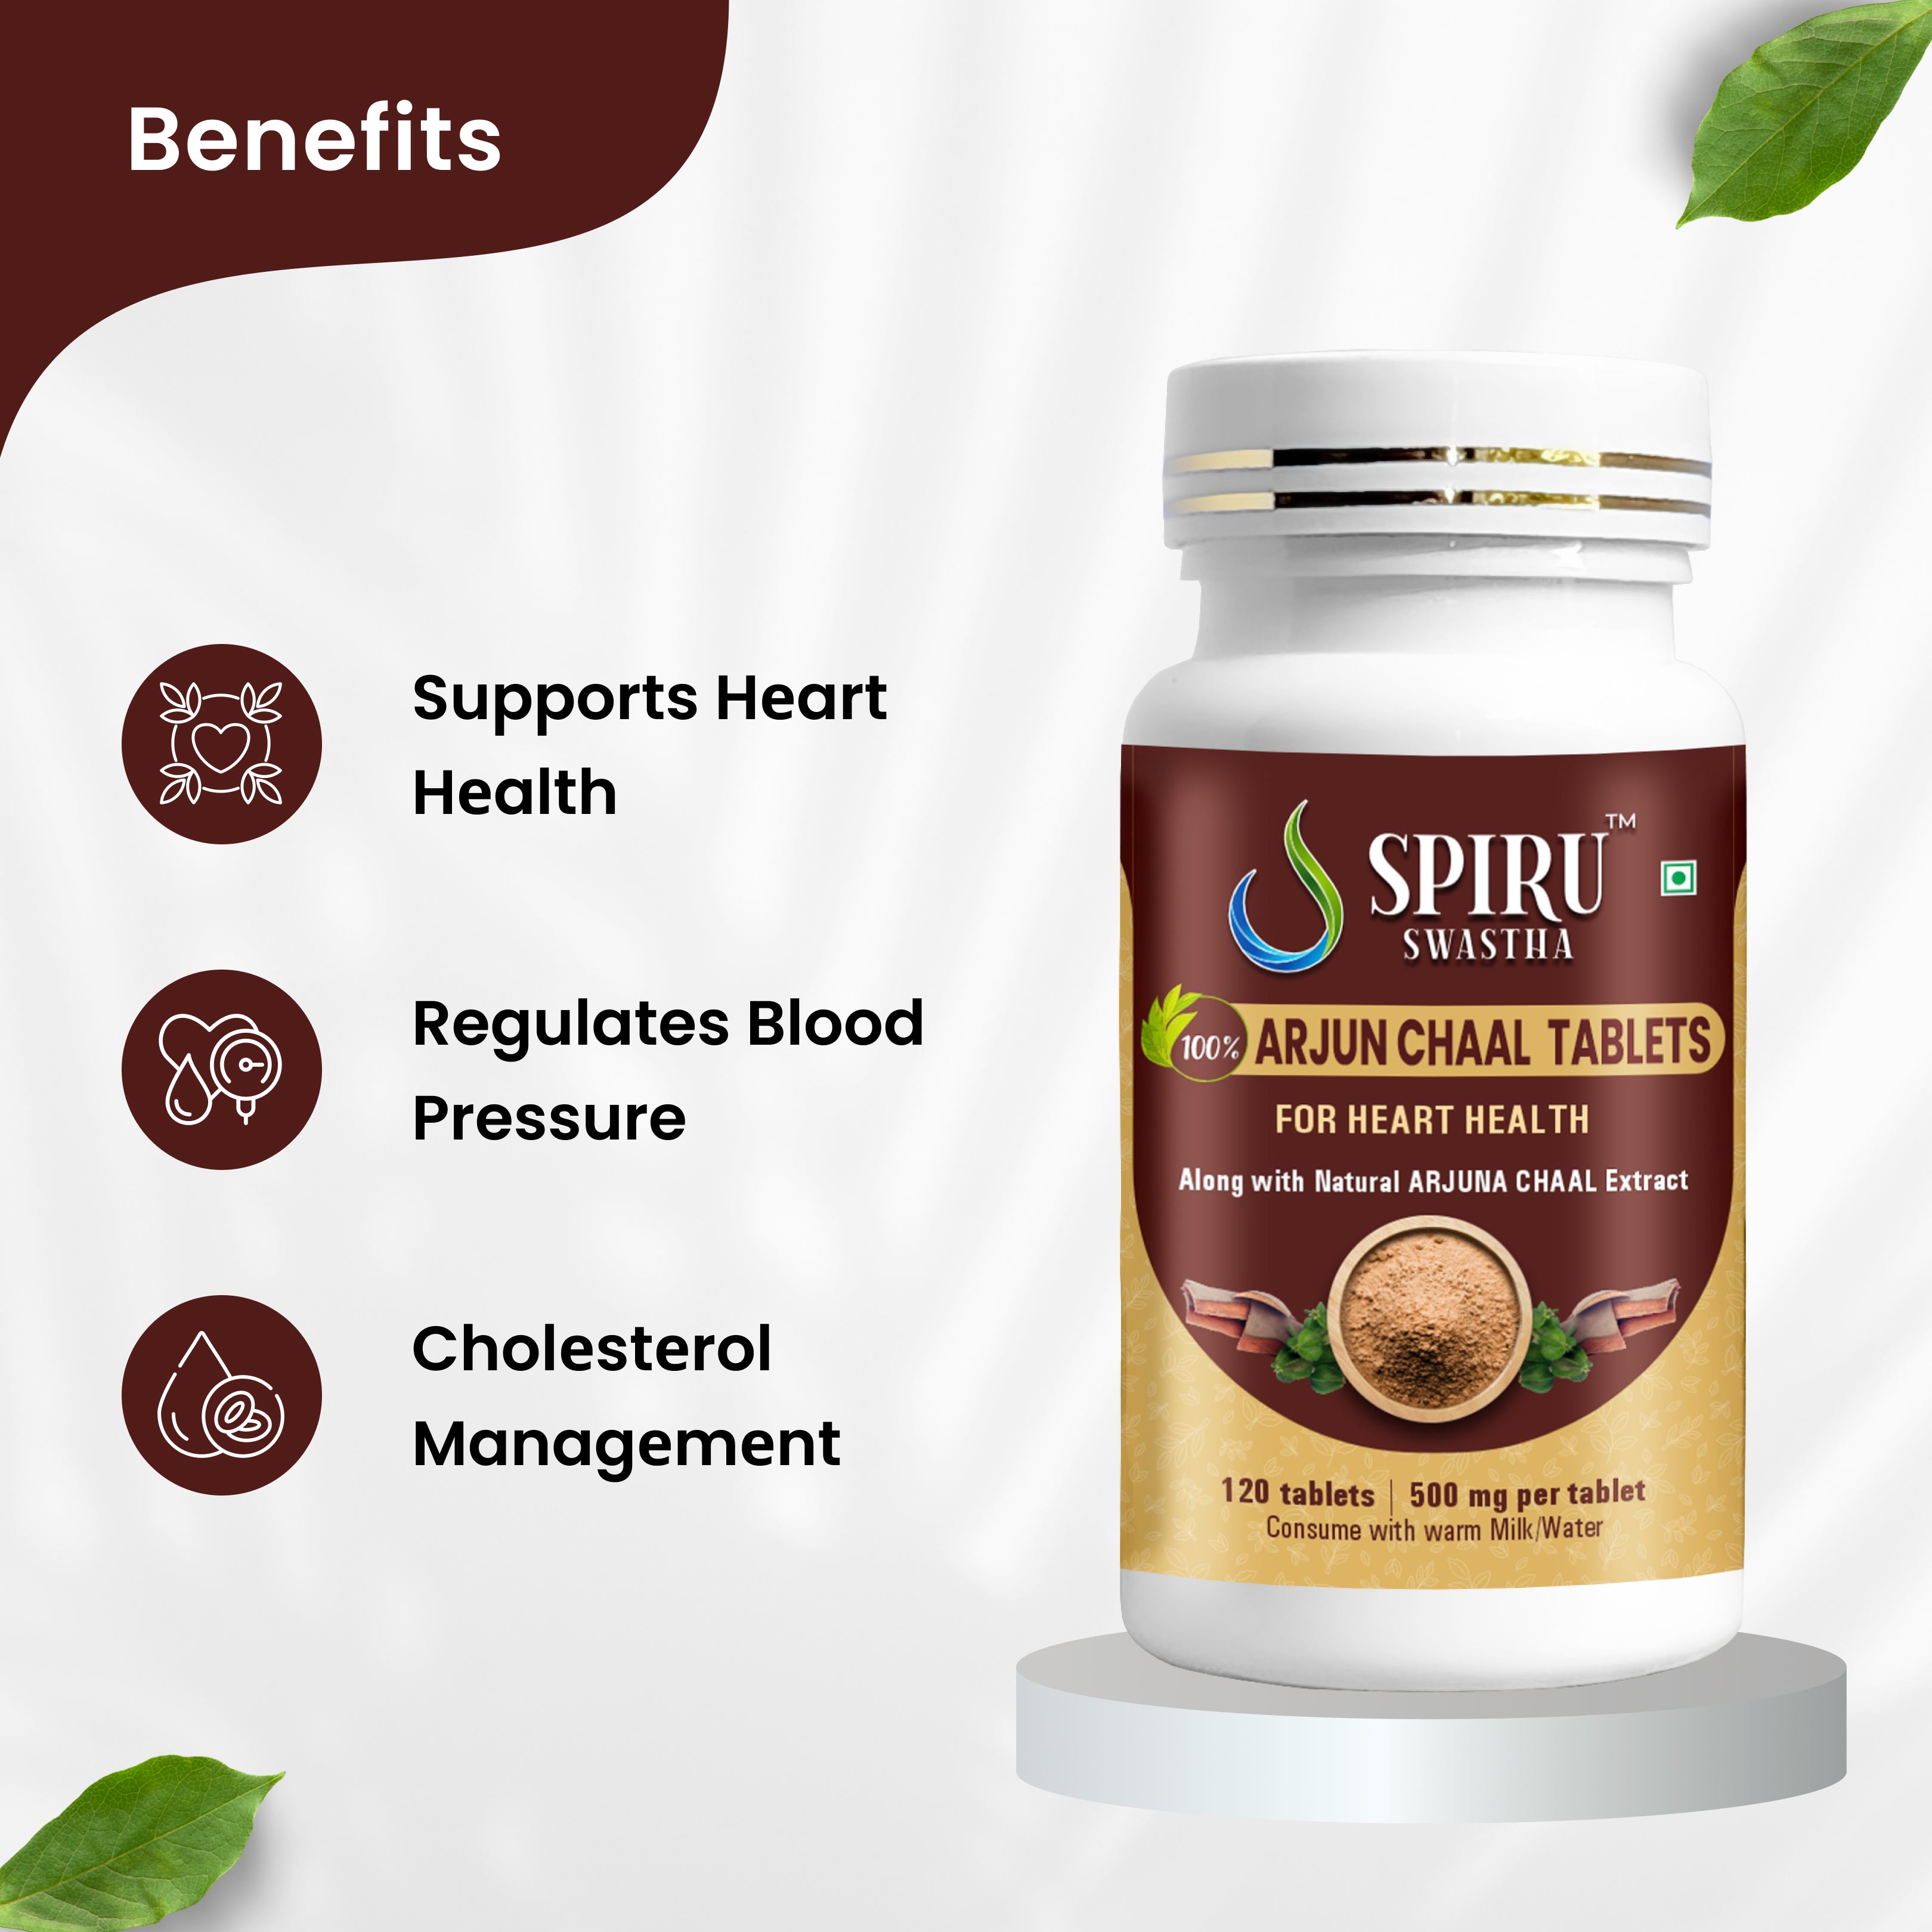 Benefits
Supports Heart
Health
Regulates Blood
Pressure
Cholesterol
Management
SPIRU™
SWASTHA
100% ARJUN CHAAL TABLETS
FOR HEART HEALTH
Along with Natural ARJUNA CHAAL Extract
120 tablets | 500 mg per tablet
Consume with warm Milk/Water